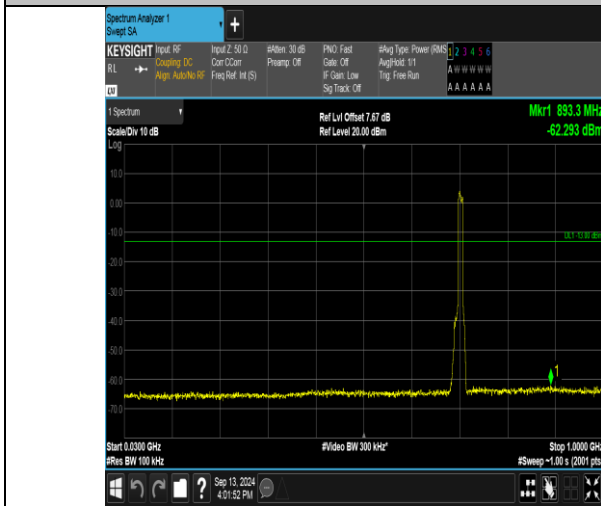 Spectrum Analyzer 1
Swept SA
+
KEYSIGHT Input: RF Input Z: 50 Ω #Atten: 30 dB PNO: Fast #Avg Type: Power (RMS 1 2 3 4 5 6
RL Coupling: DC Corr CCorr Preamp: Off Gate: Off Avg|Hold: 1/1 A W W W W W
Align: Auto/No RF Freq Ref: Int (S) IF Gain: Low Trig: Free Run
Sig Track: Off A A A A A A
1 Spectrum Ref Lvl Offset 7.67 dB Mkr1 893.3 MHz
Scale/Div 10 dB Ref Level 20.00 dBm -62.293 dBm
Log
10.0
0.00
-10.0
DL1 -13.00 dBm
-20.0
-30.0
-40.0
-50.0
-60.0
1
-70.0
Start 0.0300 GHz #Video BW 300 kHz* Stop 1.0000 GHz
#Res BW 100 kHz #Sweep ~1.00 s (2001 pts
? Sep 13, 2024
4:01:52 PM